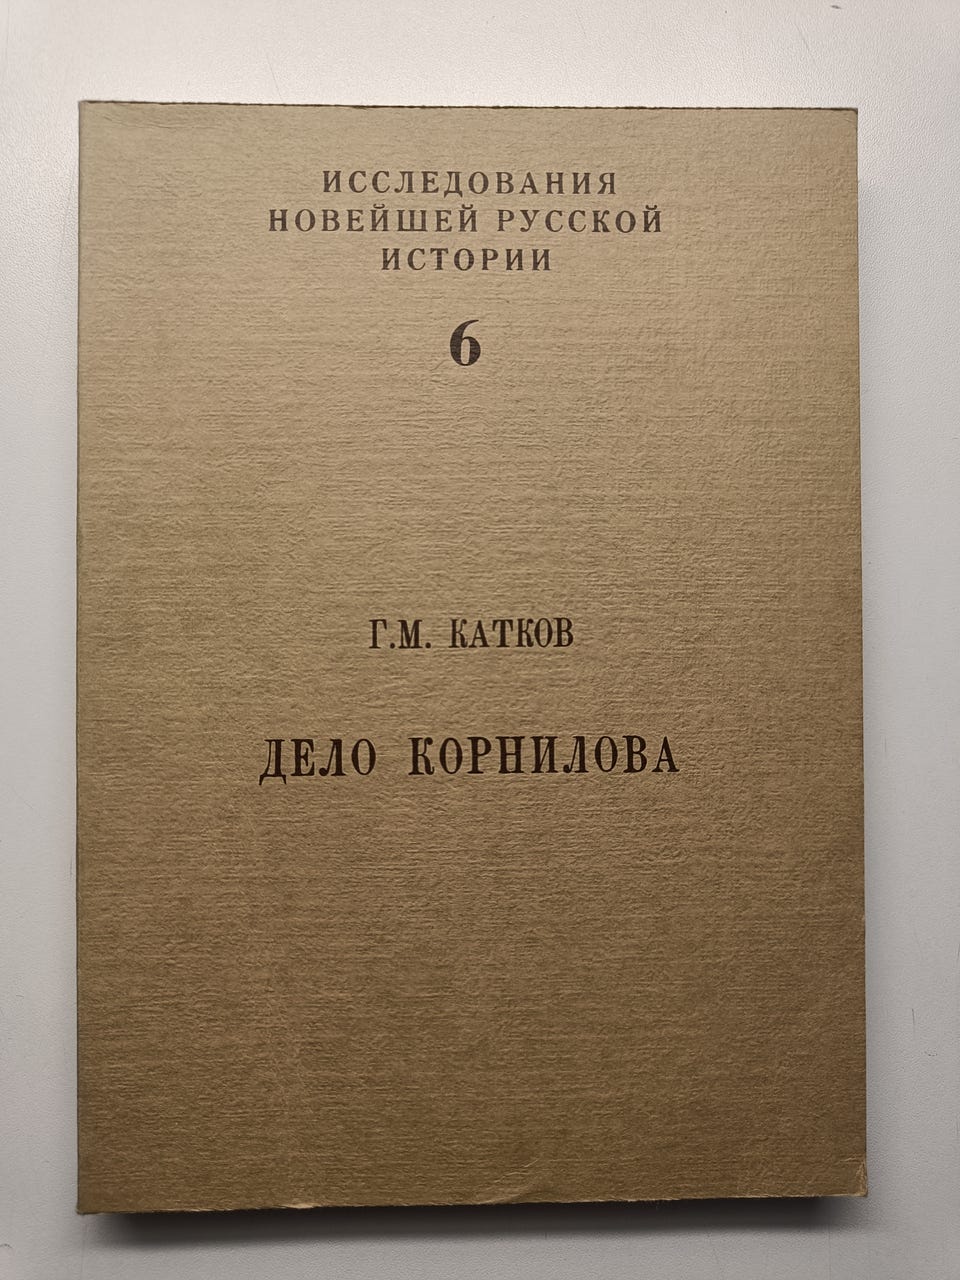 ИССЛЕДОВАНИЯ
НОВЕЙШЕЙ РУССКОЙ
ИСТОРИИ
6
Г.М. КАТКОВ
ДЕЛО КОРНИЛОВА